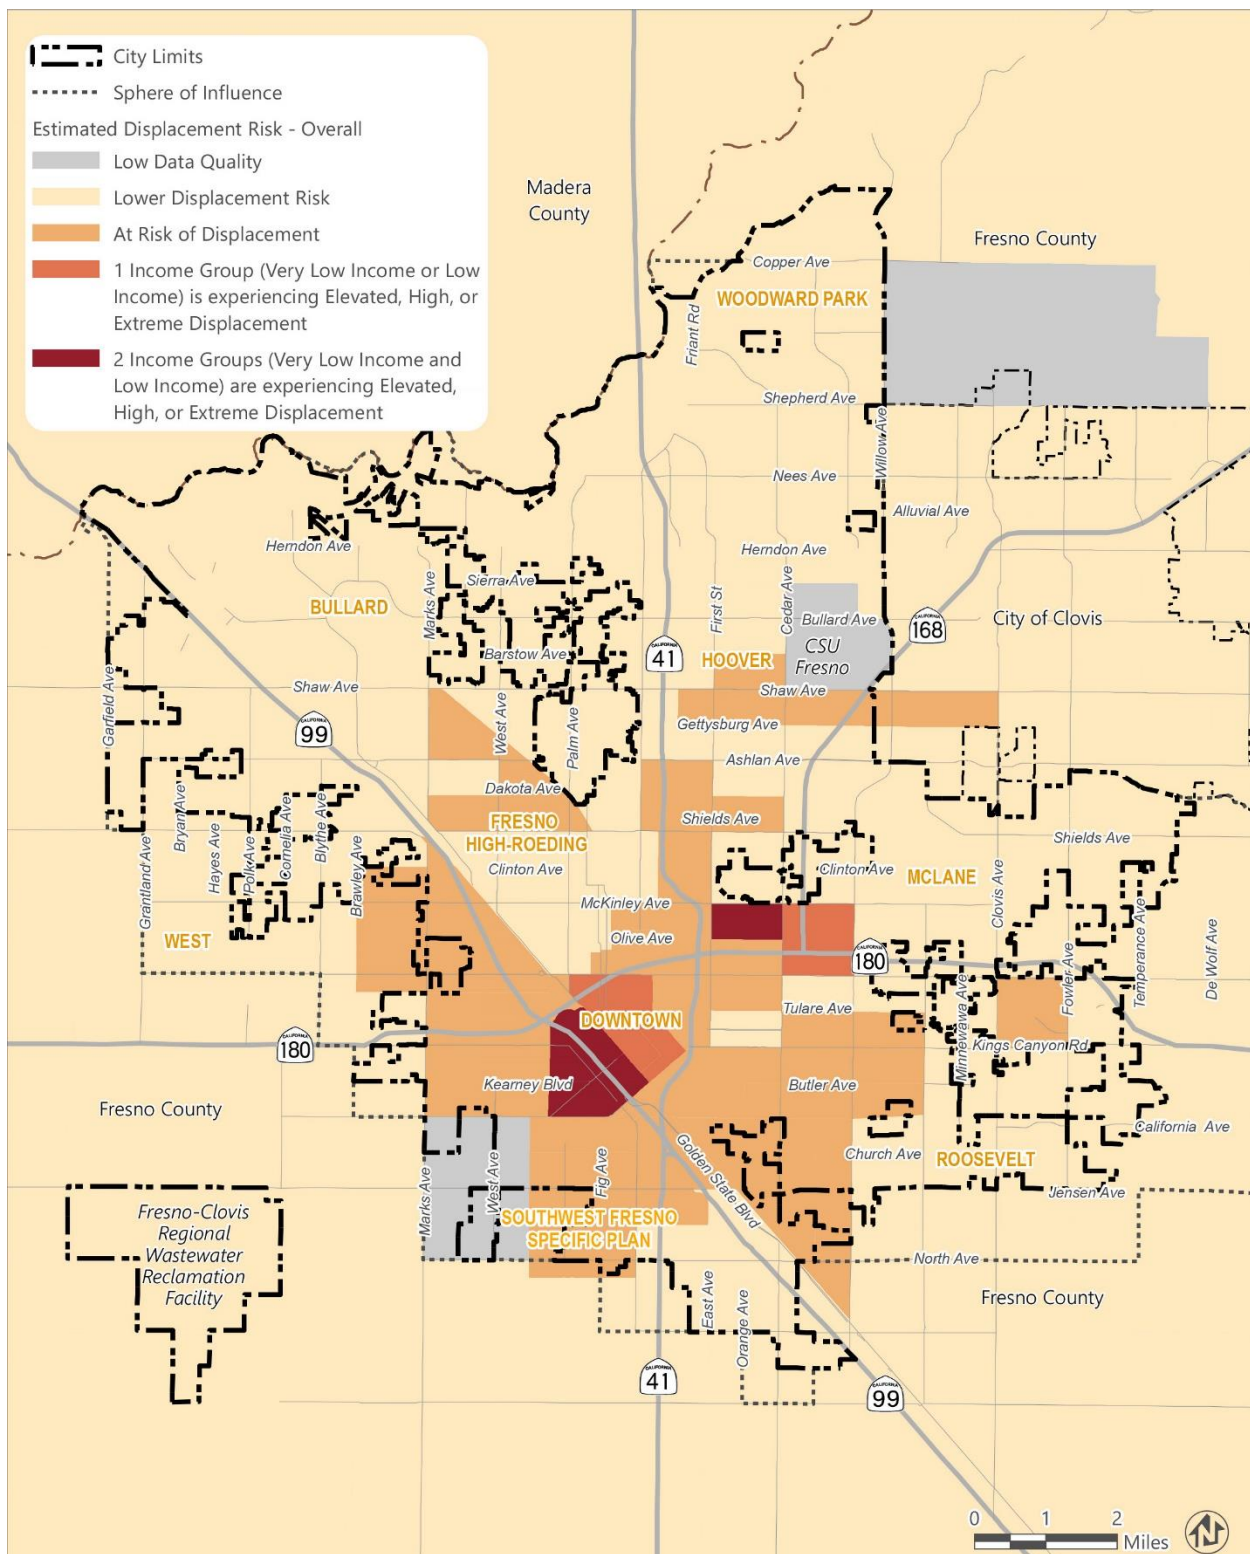 City Limits
Sphere of Influence
Estimated Displacement Risk - Overall
Low Data Quality
Lower Displacement Risk
At Risk of Displacement
1 Income Group (Very Low Income or Low
Income) is experiencing Elevated, High, or
Extreme Displacement
2 Income Groups (Very Low Income and
Low Income) are experiencing Elevated,
High, or Extreme Displacement
Madera
County
Fresno County
Copper Ave
WOODWARD PARK
Friant Rd
Shepherd Ave
Willow Ave
Nees Ave
Alluvial Ave
Herndon Ave
Herndon Ave
Sierra Ave
Marks Ave
BULLARD
First St
Cedar Ave
Bullard Ave
CALIFORNIA
168
City of Clovis
CSU
Fresno
Barstow Ave
CALIFORNIA
41
HOOVER
Shaw Ave
Shaw Ave
Garfield Ave
West Ave
Palm Ave
Gettysburg Ave
CALIFORNIA
99
Ashlan Ave
Dakota Ave
FRESNO
HIGH-ROEDING
Shields Ave
Shields Ave
Grantland Ave
Bryan Ave
Hayes Ave
Polk Ave
Cornelia Ave
Blythe Ave
Brawley Ave
Clinton Ave
Clinton Ave
MCLANE
Clovis Ave
McKinley Ave
Olive Ave
WEST
CALIFORNIA
180
Temperance Ave
De Wolf Ave
Fowler Ave
Minnewawa Ave
Tulare Ave
DOWNTOWN
CALIFORNIA
180
Kings Canyon Rd
Kearney Blvd
Butler Ave
Fresno County
California Ave
Golden State Blvd
Church Ave
ROOSEVELT
Marks Ave
West Ave
Fig Ave
Jensen Ave
SOUTHWEST FRESNO
SPECIFIC PLAN
Fresno-Clovis
Regional
Wastewater
Reclamation
Facility
North Ave
East Ave
Orange Ave
Fresno County
CALIFORNIA
41
CALIFORNIA
99
0 1 2
Miles
N